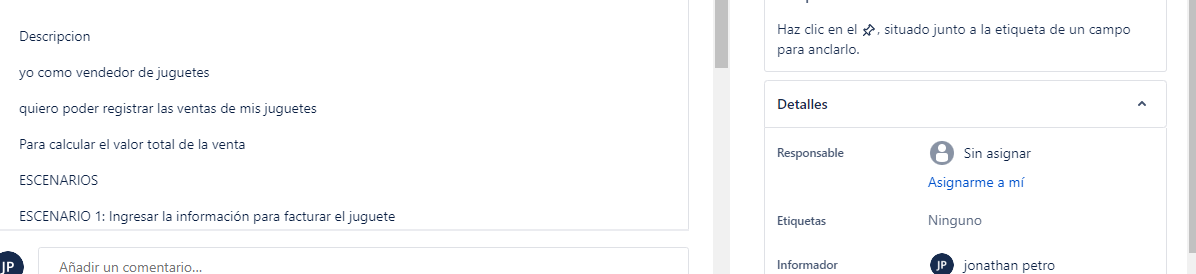 Descripcion
yo como vendedor de juguetes
quiero poder registrar las ventas de mis juguetes
Para calcular el valor total de la venta
ESCENARIOS
ESCENARIO 1: Ingresar la información para facturar el juguete
JP
Añadir un comentario...
Haz clic en el , situado junto a la etiqueta de un campo
para anclarlo.
Detalles
Responsable
Sin asignar
Asignarme a mí
Etiquetas
Ninguno
Informador
JP
jonathan petro